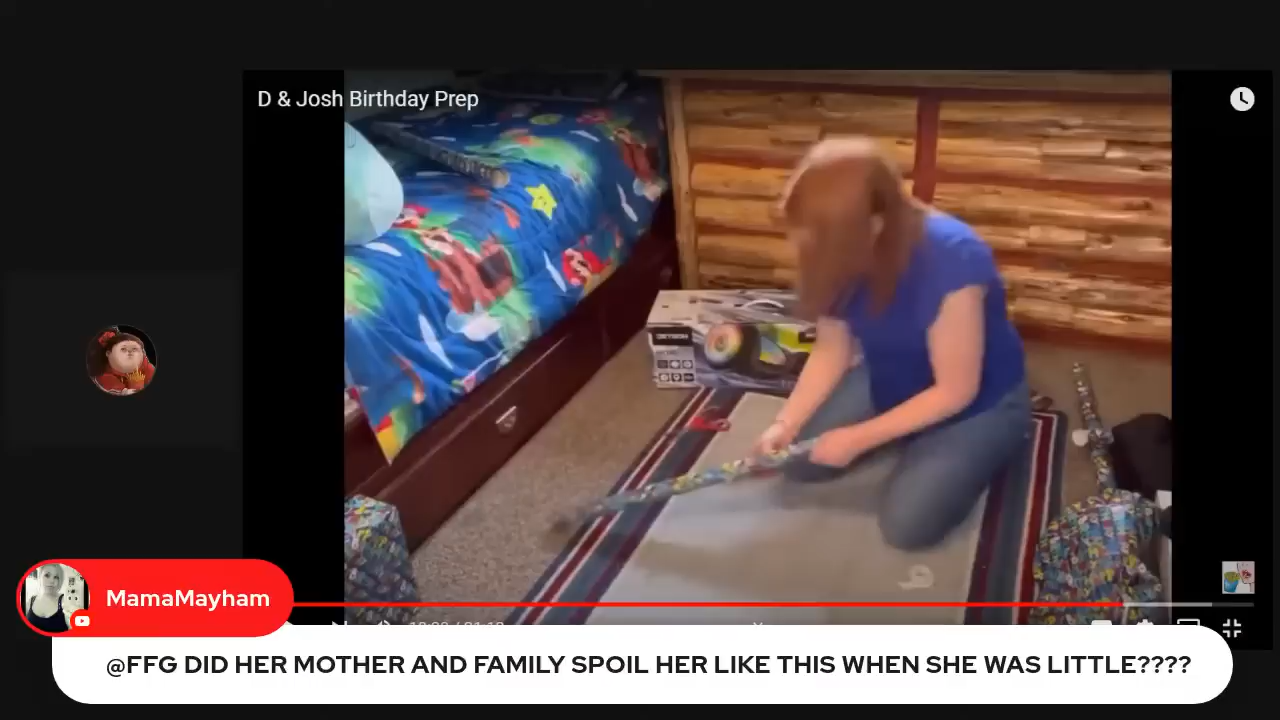 D & Josh Birthday Prep
MamaMayham
@FFG DID HER MOTHER AND FAMILY SPOIL HER LIKE THIS WHEN SHE WAS LITTLE????